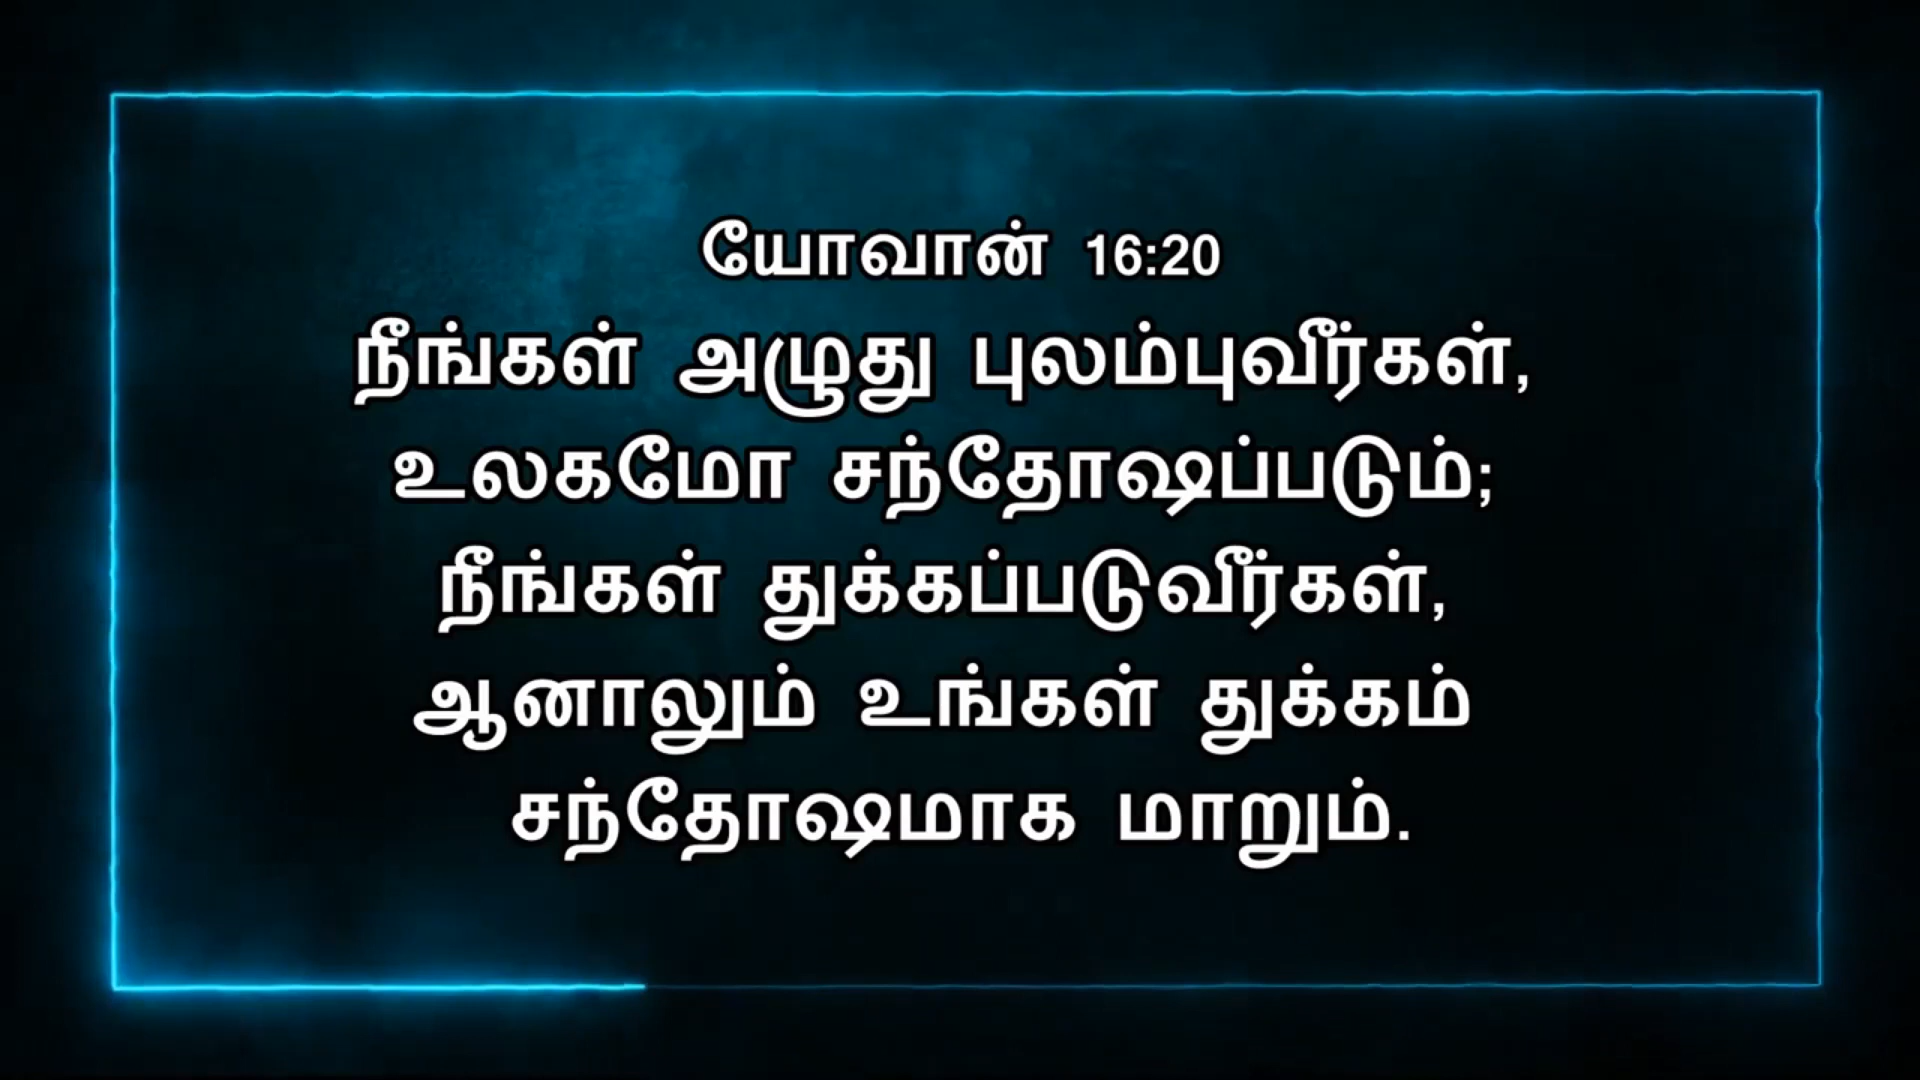 யோவான் 16:20
நீங்கள் அழுது புலம்புவீர்கள்,
உலகமோ சந்தோஷப்படும்;
நீங்கள் துக்கப்படுவீர்கள்,
ஆனாலும் உங்கள் துக்கம்
சந்தோஷமாக மாறும்.